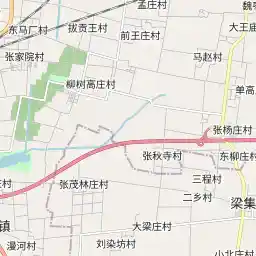 孟庄村
魏
东马厂村
拔贡王村
前王庄村
大王庙
张家院村
马赵村
柳树高庄村
单高
张杨庄村
张秋寺村
东柳庄村
庄村
张茂林庄村
三程村
二乡村
梁集
镇
大梁庄村
漫河村
刘梁坊村
小北庄村